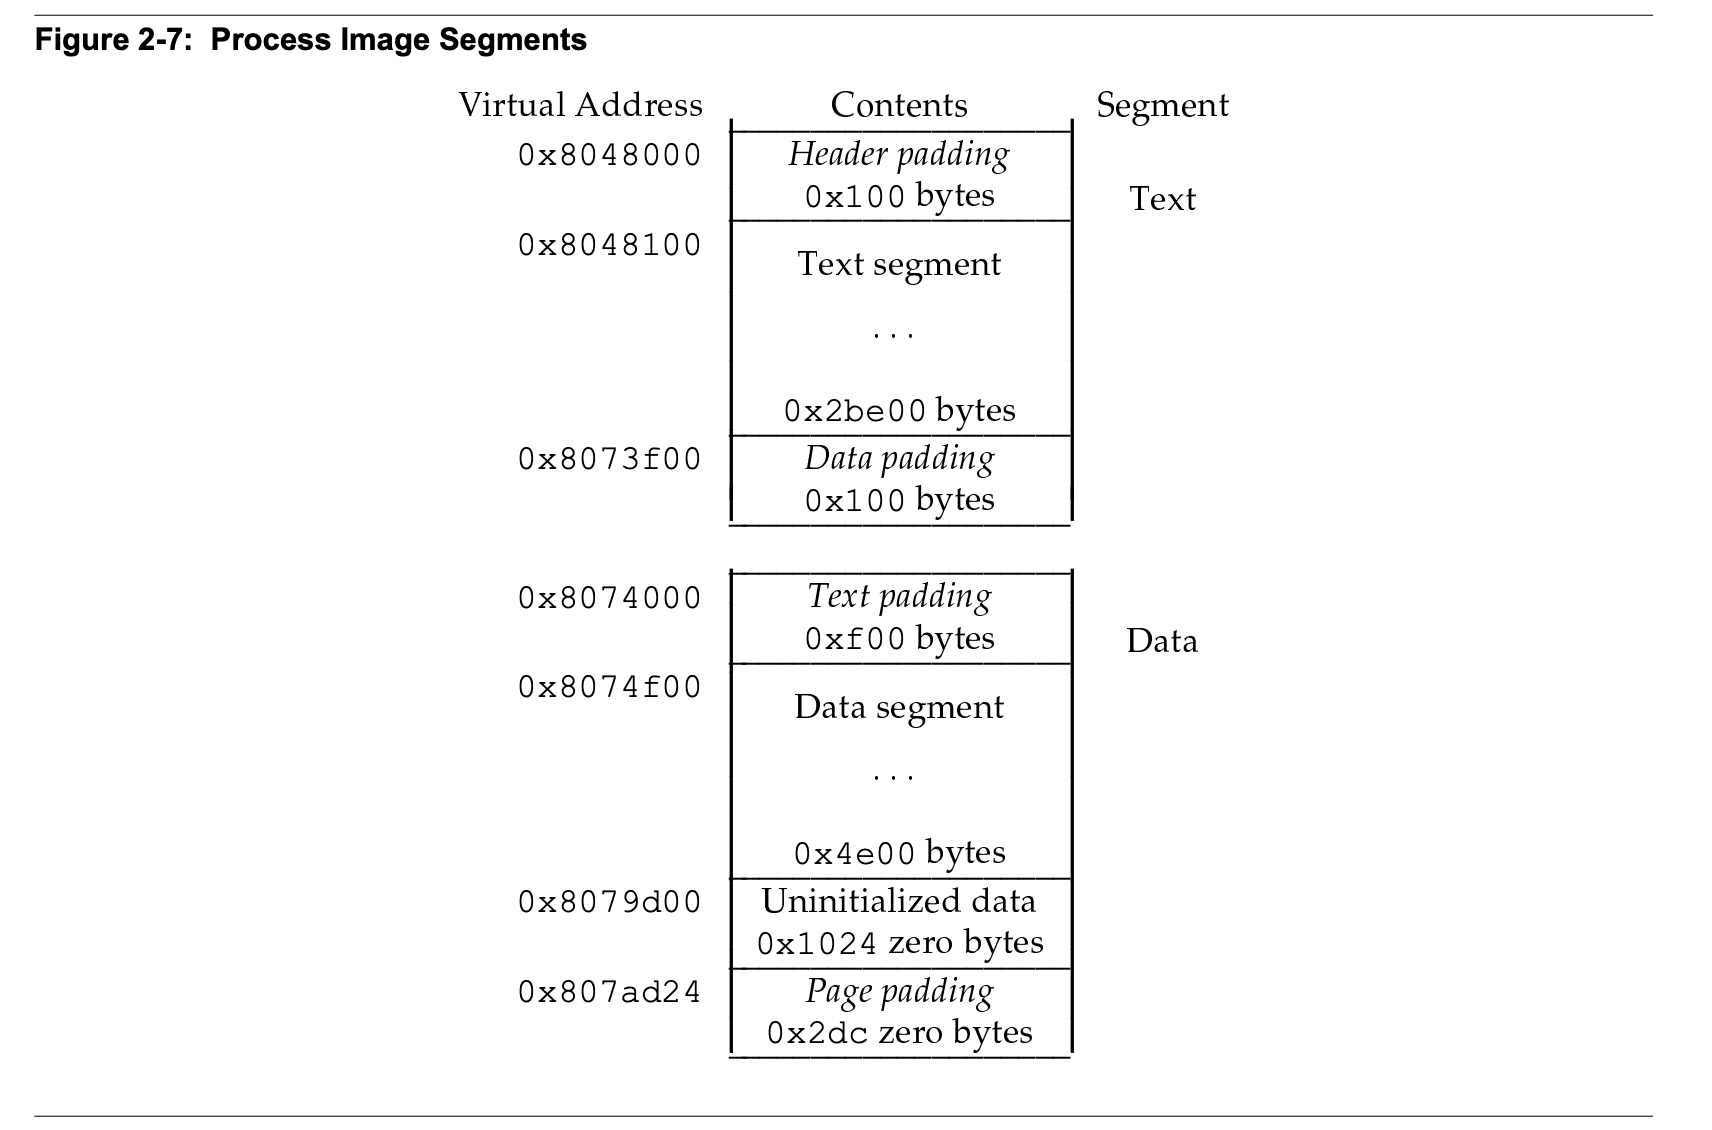 Figure 2-7: Process Image Segments
Virtual Address Contents Segment
0x8048000 Header padding
0x100 bytes Text
0x8048100 Text segment
. . .
0x2be00 bytes
0x8073f00 Data padding
0x100 bytes
0x8074000 Text padding
0xf00 bytes Data
0x8074f00 Data segment
. . .
0x4e00 bytes
0x8079d00 Uninitialized data
0x1024 zero bytes
0x807ad24 Page padding
0x2dc zero bytes